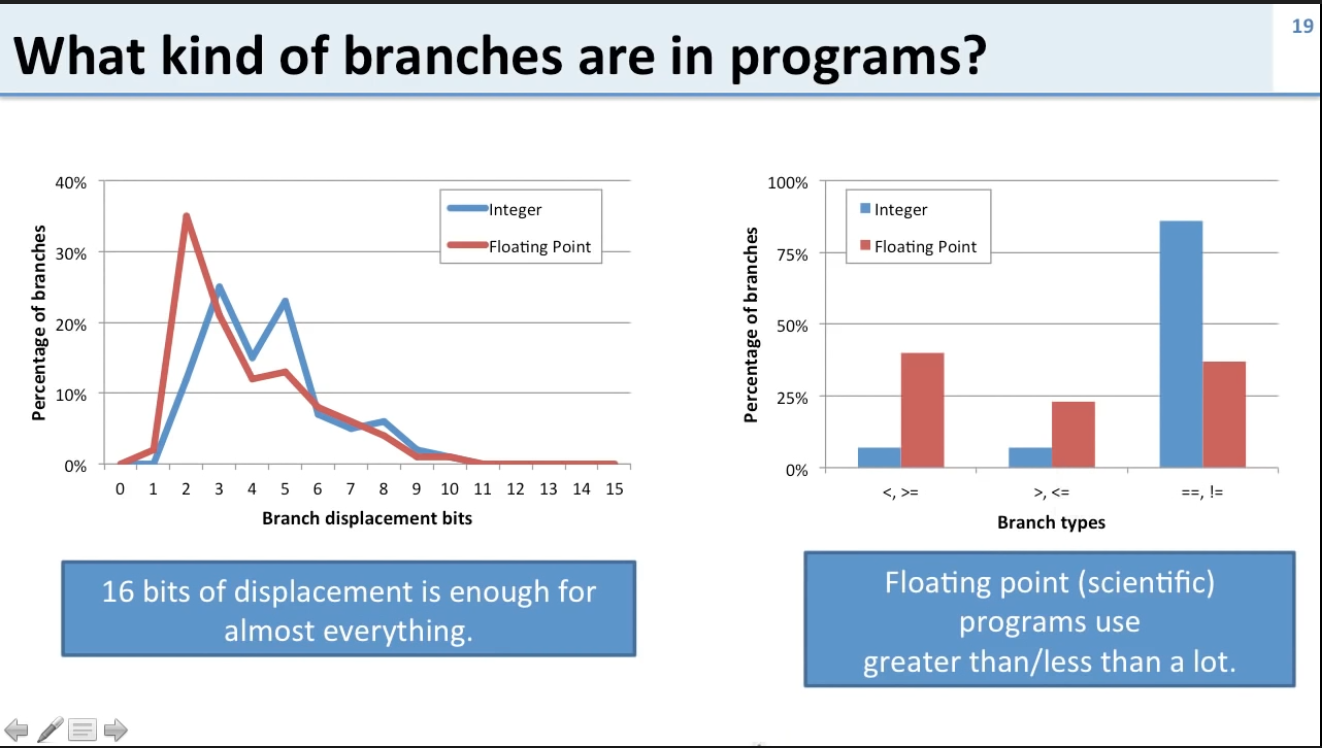 19
What kind of branches are in programs?
40%
30%
20%
10%
0%
Percentage of branches
Integer
Floating Point
0 1 2 3 4 5 6 7 8 9 10 11 12 13 14 15
Branch displacement bits
16 bits of displacement is enough for
almost everything.
100%
75%
50%
25%
0%
Percentage of branches
Integer
Floating Point
<, >= >, <= ==, !=
Branch types
Floating point (scientific)
programs use
greater than/less than a lot.